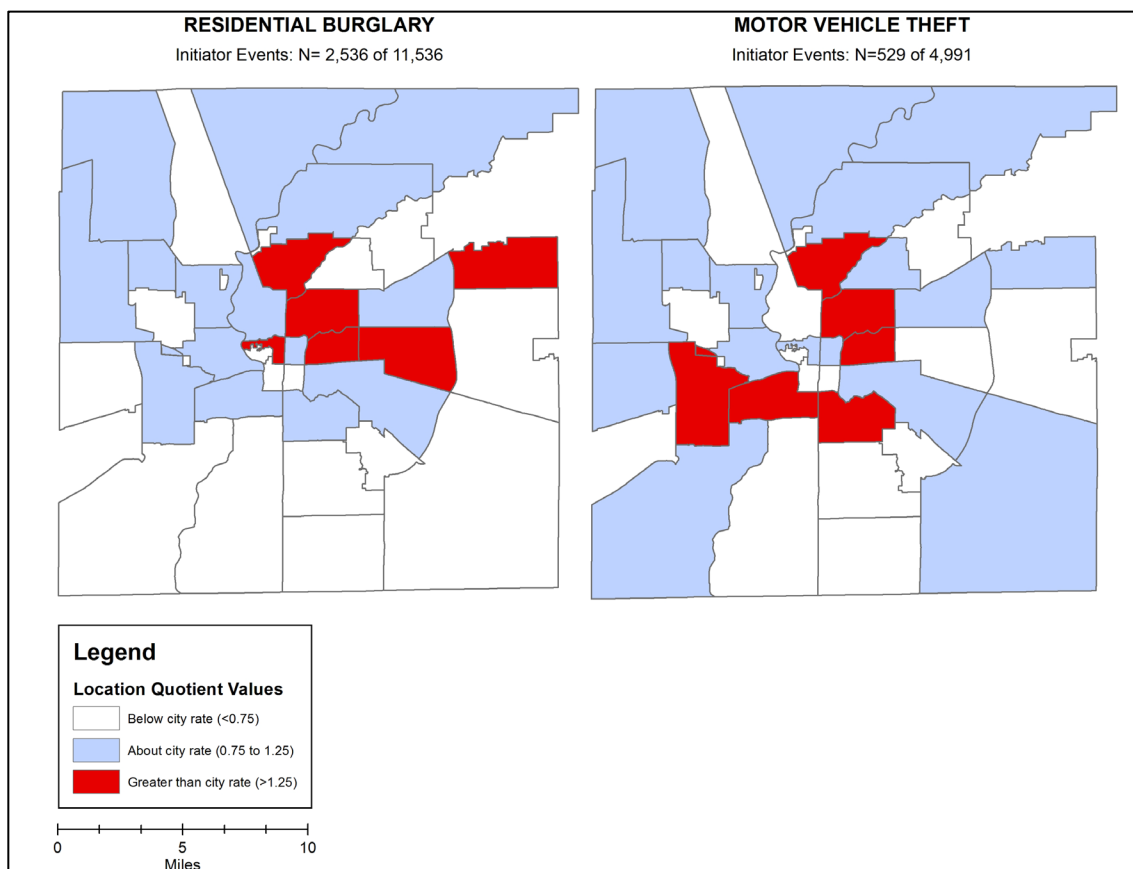 RESIDENTIAL BURGLARY
Initiator Events: N= 2,536 of 11,536
MOTOR VEHICLE THEFT
Initiator Events: N=529 of 4,991
Legend
Location Quotient Values
Below city rate (<0.75)
About city rate (0.75 to 1.25)
Greater than city rate (>1.25)
0 5 10
Miles